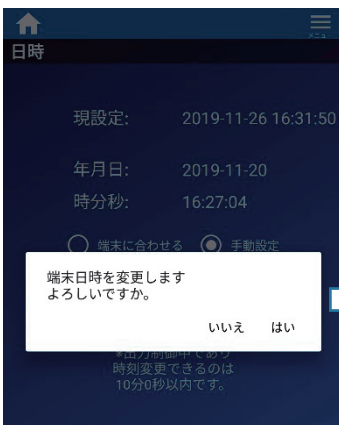 メニュー
日時
現設定: 2019-11-26 16:31:50
年月日: 2019-11-20
時分秒: 16:27:04
端末に合わせる 手動設定
端末日時を変更します
よろしいですか。
いいえ はい
*出力制御中であり
時刻変更できるのは
10分0秒以内です。